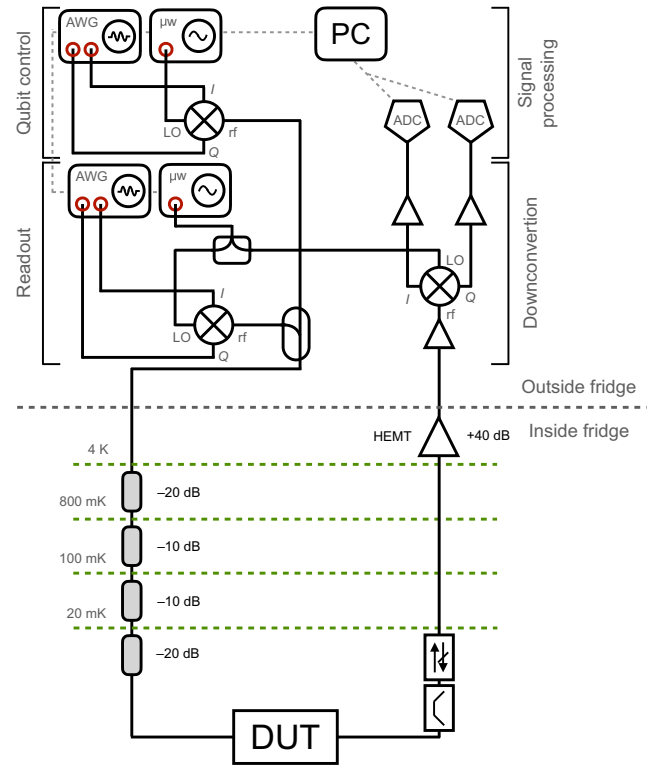 Qubit control
AWG
µw
PC
I
LO
rf
Q
ADC
ADC
Signal
processing
Readout
AWG
µw
I
LO
rf
Q
LO
I
Q
rf
Downconvertion
Outside fridge
Inside fridge
HEMT
+40 dB
4 K
–20 dB
800 mK
–10 dB
100 mK
–10 dB
20 mK
–20 dB
DUT